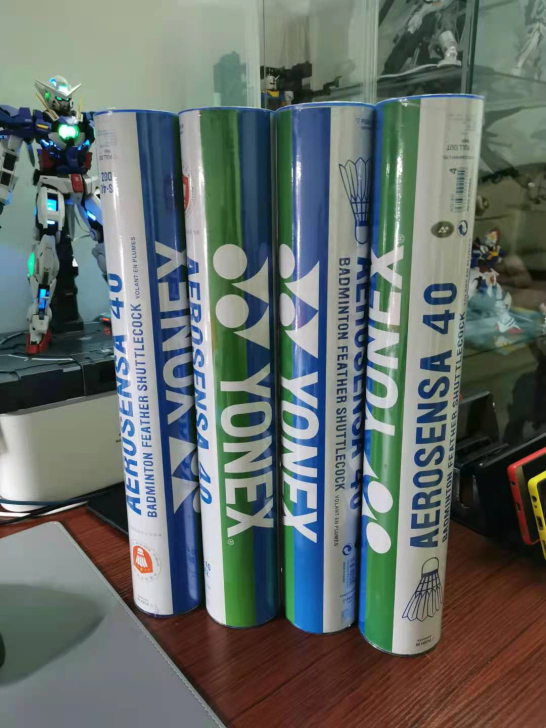 AEROSENSA 40
BADMINTON FEATHER SHUTTLECOCK VOLANT EN PLUMES
YONEX
AEROSENSA 40
YONEX
YONEX
BADMINTON FEATHER SHUTTLECOCK VOLANT EN PLUMES
AEROSENSA 40
YONEX
AEROSENSA 40
BADMINTON FEATHER SHUTTLECOCK
4